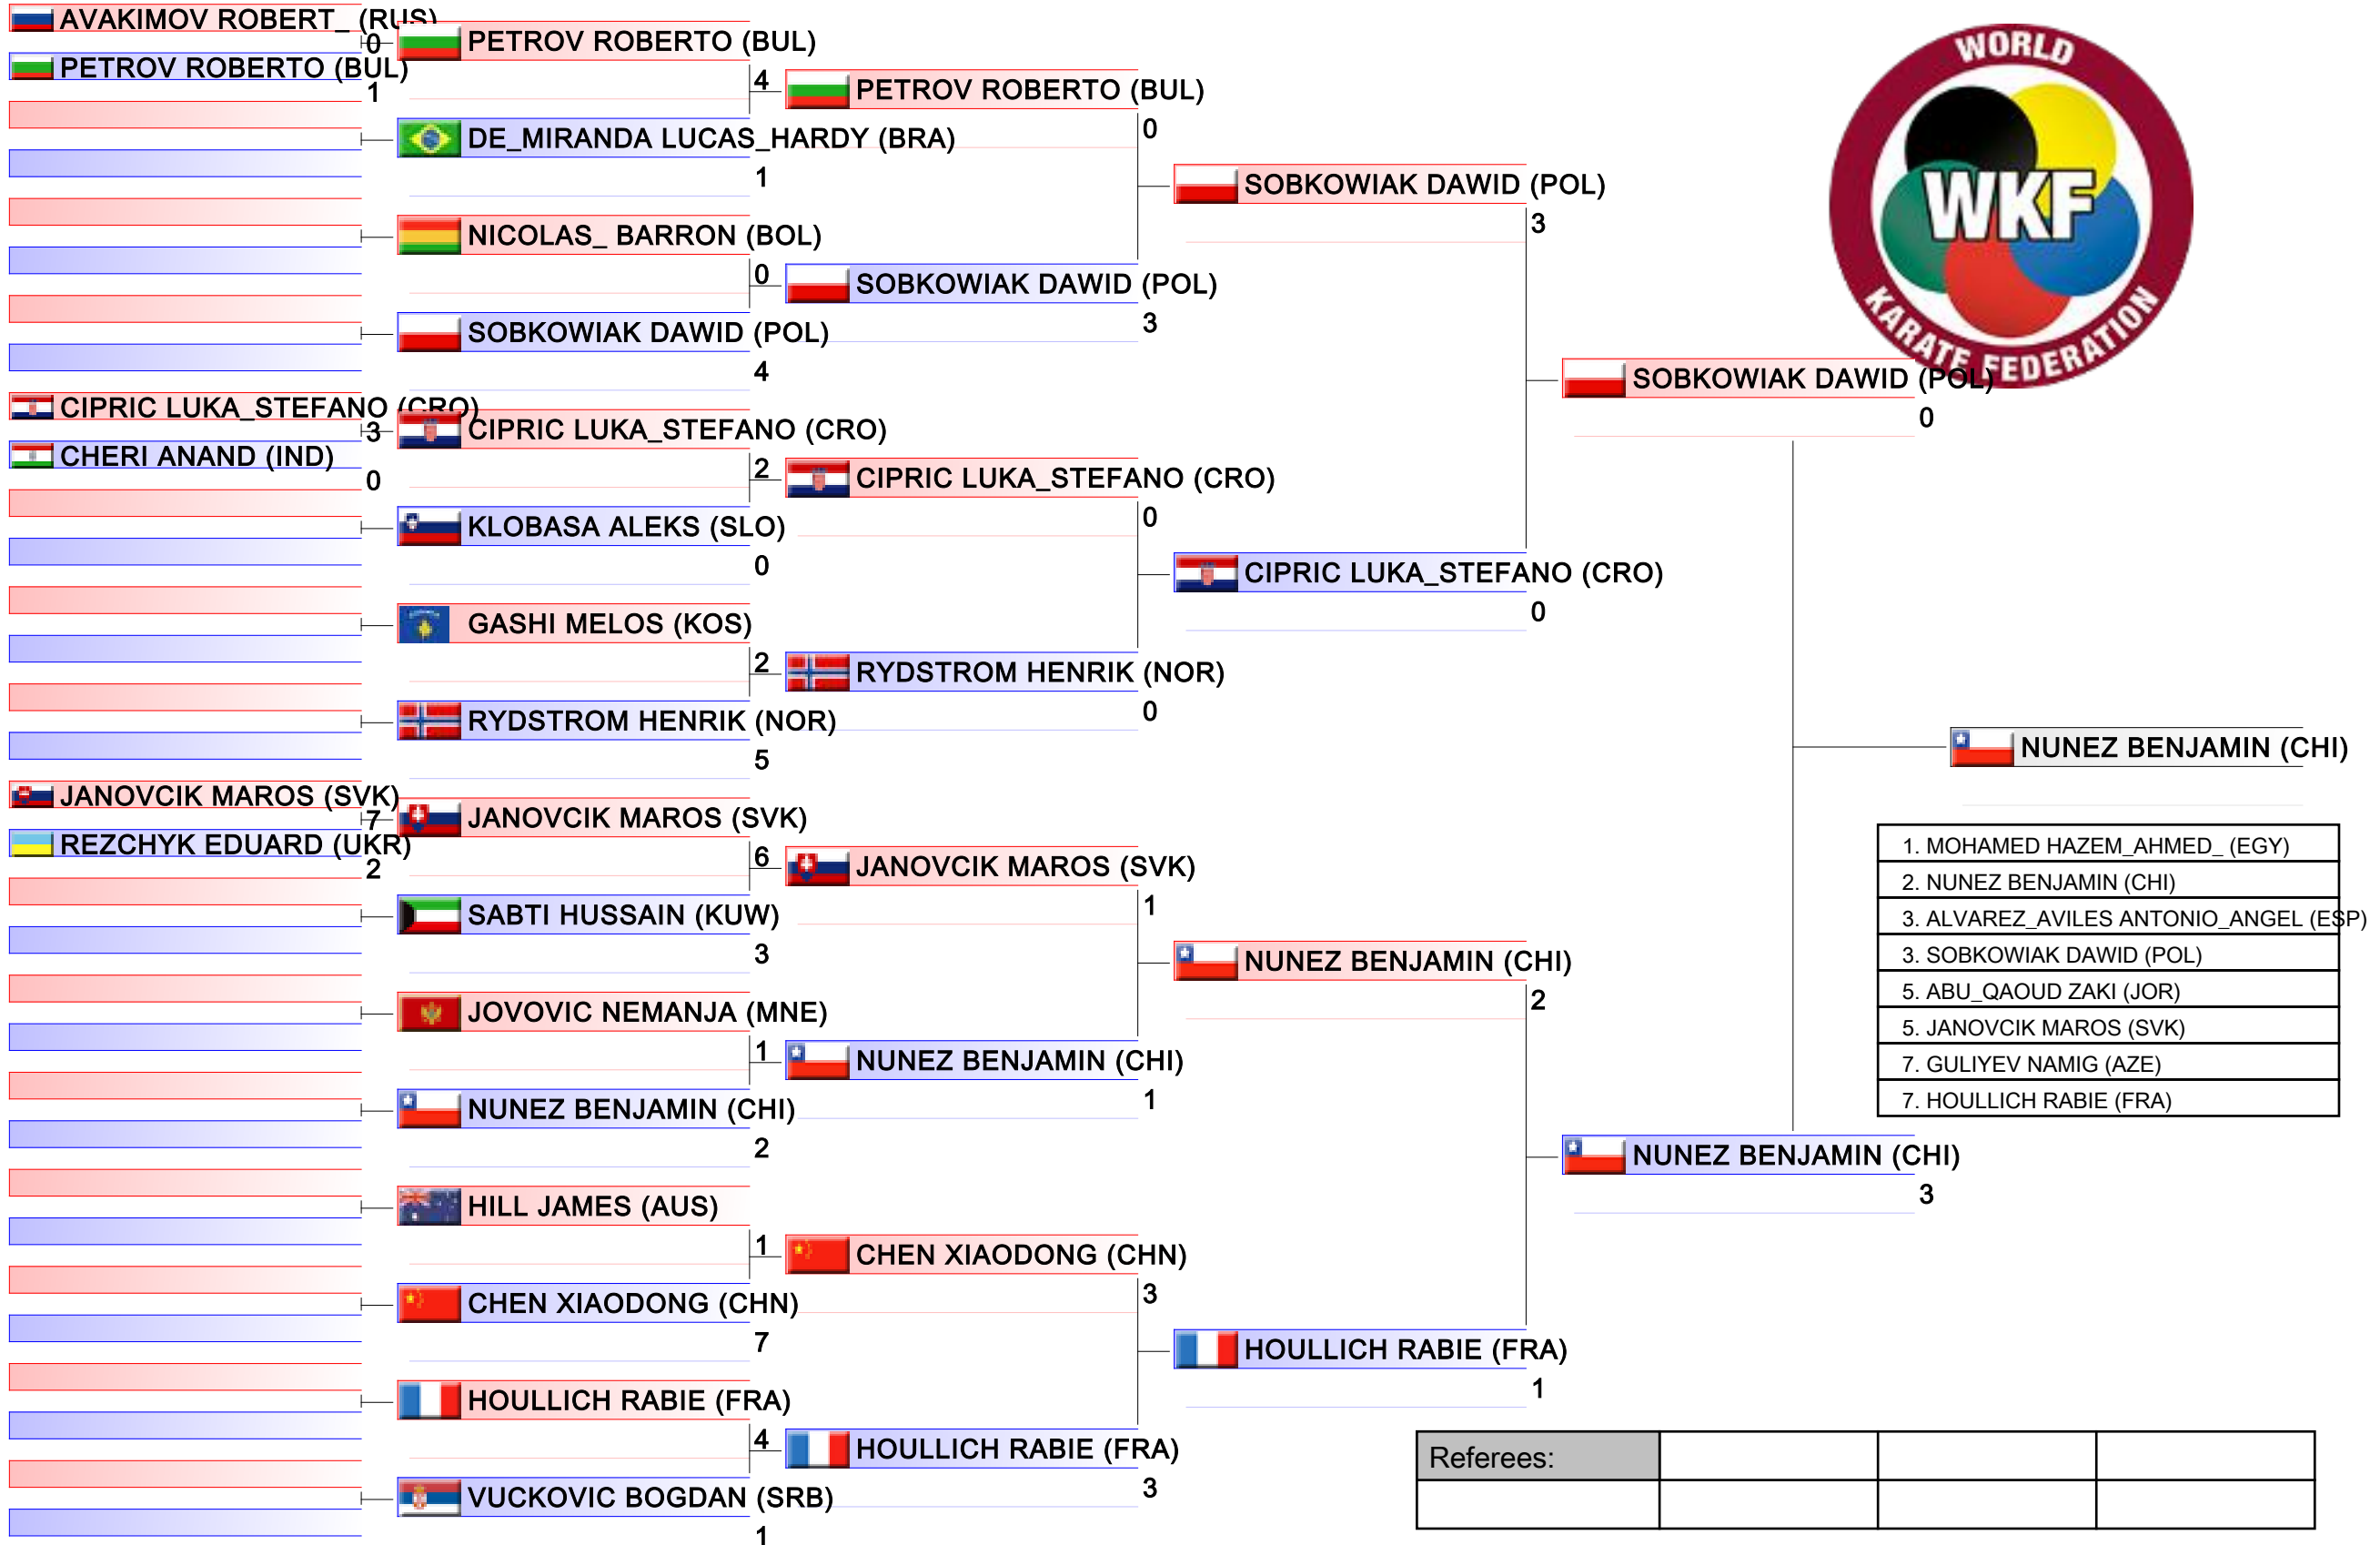 AVAKIMOV ROBERT_ (RUS)
0
PETROV ROBERTO (BUL)
1
CIPRIC LUKA_STEFANO (CRO)
3
CHERI ANAND (IND)
0
JANOVCIK MAROS (SVK)
7
REZCHYK EDUARD (UKR)
2
PETROV ROBERTO (BUL)
4
DE_MIRANDA LUCAS_HARDY (BRA)
1
NICOLAS_ BARRON (BOL)
0
SOBKOWIAK DAWID (POL)
4
CIPRIC LUKA_STEFANO (CRO)
2
KLOBASA ALEKS (SLO)
0
GASHI MELOS (KOS)
2
RYDSTROM HENRIK (NOR)
5
JANOVCIK MAROS (SVK)
6
SABTI HUSSAIN (KUW)
3
JOVOVIC NEMANJA (MNE)
1
NUNEZ BENJAMIN (CHI)
2
HILL JAMES (AUS)
1
CHEN XIAODONG (CHN)
7
HOULLICH RABIE (FRA)
4
VUCKOVIC BOGDAN (SRB)
1
PETROV ROBERTO (BUL)
0
SOBKOWIAK DAWID (POL)
3
CIPRIC LUKA_STEFANO (CRO)
0
RYDSTROM HENRIK (NOR)
0
JANOVCIK MAROS (SVK)
1
NUNEZ BENJAMIN (CHI)
1
CHEN XIAODONG (CHN)
3
HOULLICH RABIE (FRA)
3
SOBKOWIAK DAWID (POL)
3
CIPRIC LUKA_STEFANO (CRO)
0
NUNEZ BENJAMIN (CHI)
2
HOULLICH RABIE (FRA)
1
SOBKOWIAK DAWID (POL)
0
NUNEZ BENJAMIN (CHI)
3
WORLD
WKF
KARATE FEDERATION
NUNEZ BENJAMIN (CHI)
1. MOHAMED HAZEM_AHMED_ (EGY)
2. NUNEZ BENJAMIN (CHI)
3. ALVAREZ_AVILES ANTONIO_ANGEL (ESP)
3. SOBKOWIAK DAWID (POL)
5. ABU_QAOUD ZAKI (JOR)
5. JANOVCIK MAROS (SVK)
7. GULIYEV NAMIG (AZE)
7. HOULLICH RABIE (FRA)
Referees: